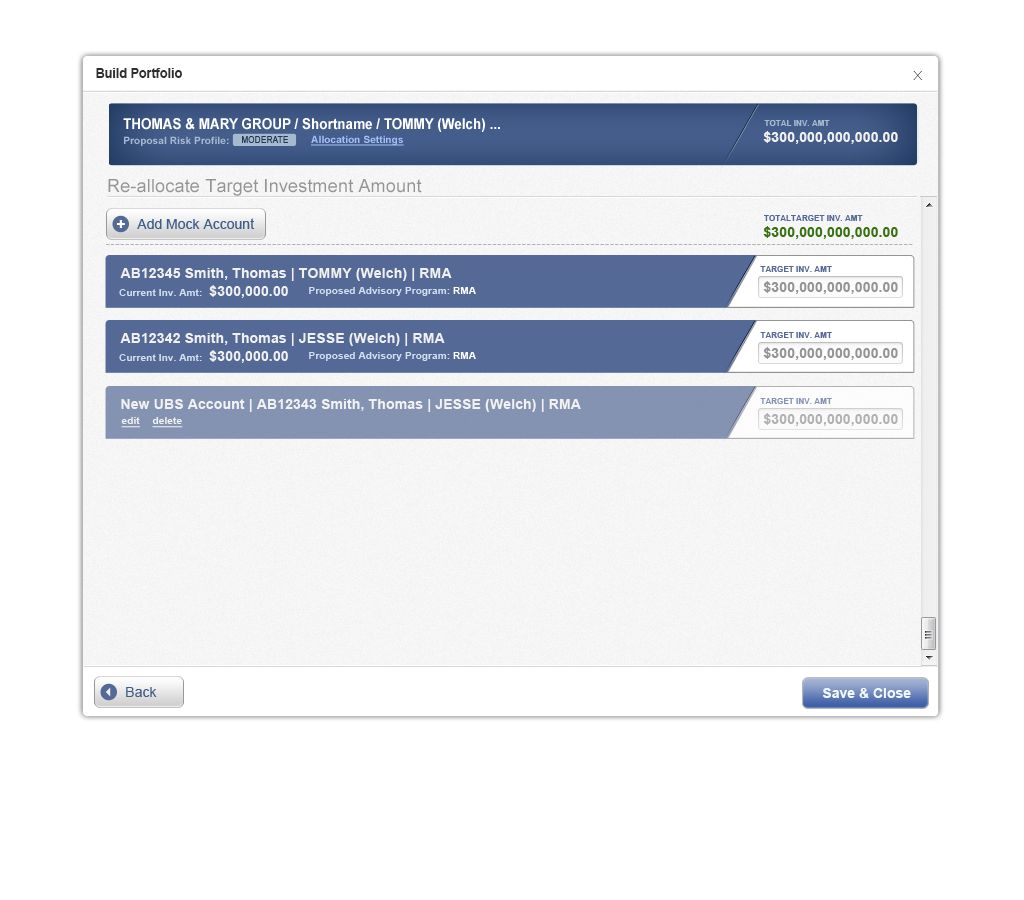 Build Portfolio
THOMAS & MARY GROUP / Shortname / TOMMY (Welch) ...
Proposal Risk Profile: MODERATE Allocation Settings
TOTAL INV. AMT
$300,000,000,000.00
Re-allocate Target Investment Amount
Add Mock Account
TOTALTARGET INV. AMT
$300,000,000,000.00
AB12345 Smith, Thomas | TOMMY (Welch) | RMA
Current Inv. Amt: $300,000.00 Proposed Advisory Program: RMA
TARGET INV. AMT
$300,000,000,000.00
AB12342 Smith, Thomas | JESSE (Welch) | RMA
Current Inv. Amt: $300,000.00 Proposed Advisory Program: RMA
TARGET INV. AMT
$300,000,000,000.00
New UBS Account | AB12343 Smith, Thomas | JESSE (Welch) | RMA
edit delete
TARGET INV. AMT
$300,000,000,000.00
Back
Save & Close